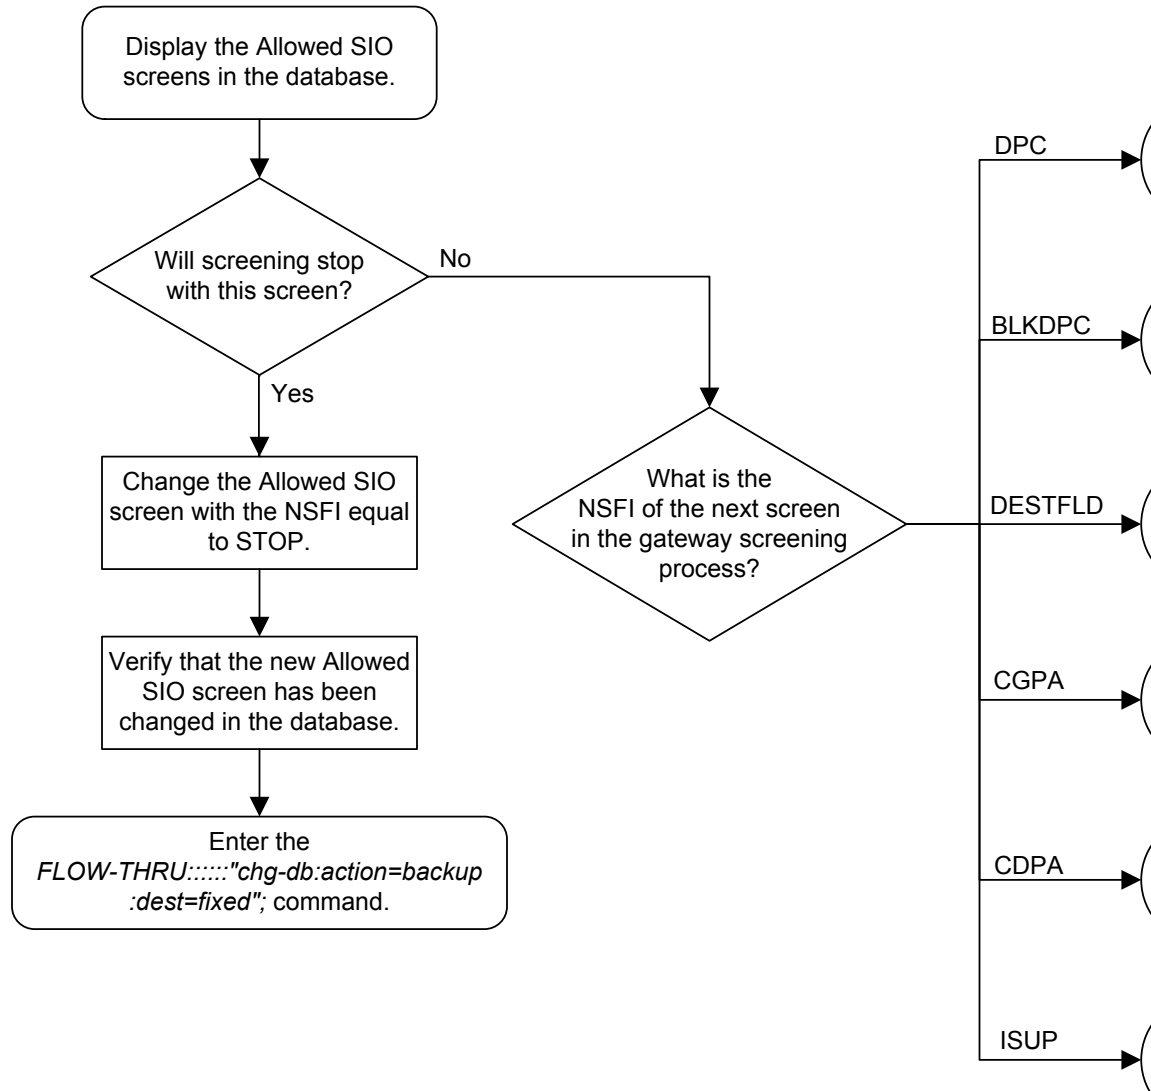 Display the Allowed SIO
screens in the database.
Will screening stop
with this screen?
No
Yes
Change the Allowed SIO
screen with the NSFI equal
to STOP.
Verify that the new Allowed
SIO screen has been
changed in the database.
Enter the
FLOW-THRU::::::"chg-db:action=backup
:dest=fixed"; command.
What is the
NSFI of the next screen
in the gateway screening
process?
DPC
BLKDPC
DESTFLD
CGPA
CDPA
ISUP